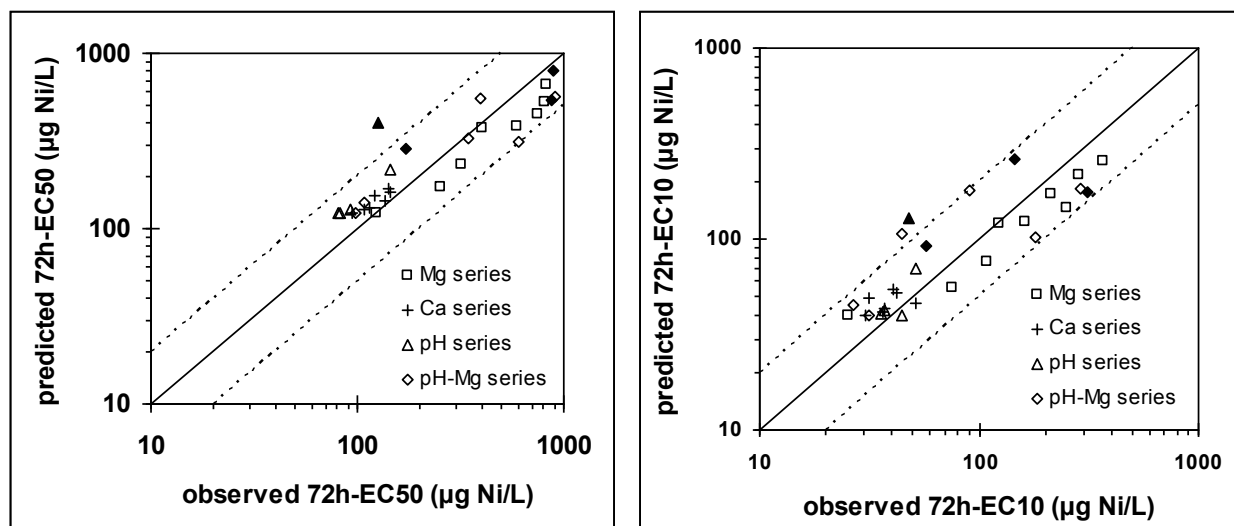 predicted 72h-EC50 (µg Ni/L)
1000
100
10
10
100
1000
observed 72h-EC50 (µg Ni/L)
Mg series
Ca series
pH series
pH-Mg series
predicted 72h-EC10 (µg Ni/L)
1000
100
10
10
100
1000
observed 72h-EC10 (µg Ni/L)
Mg series
Ca series
pH series
pH-Mg series